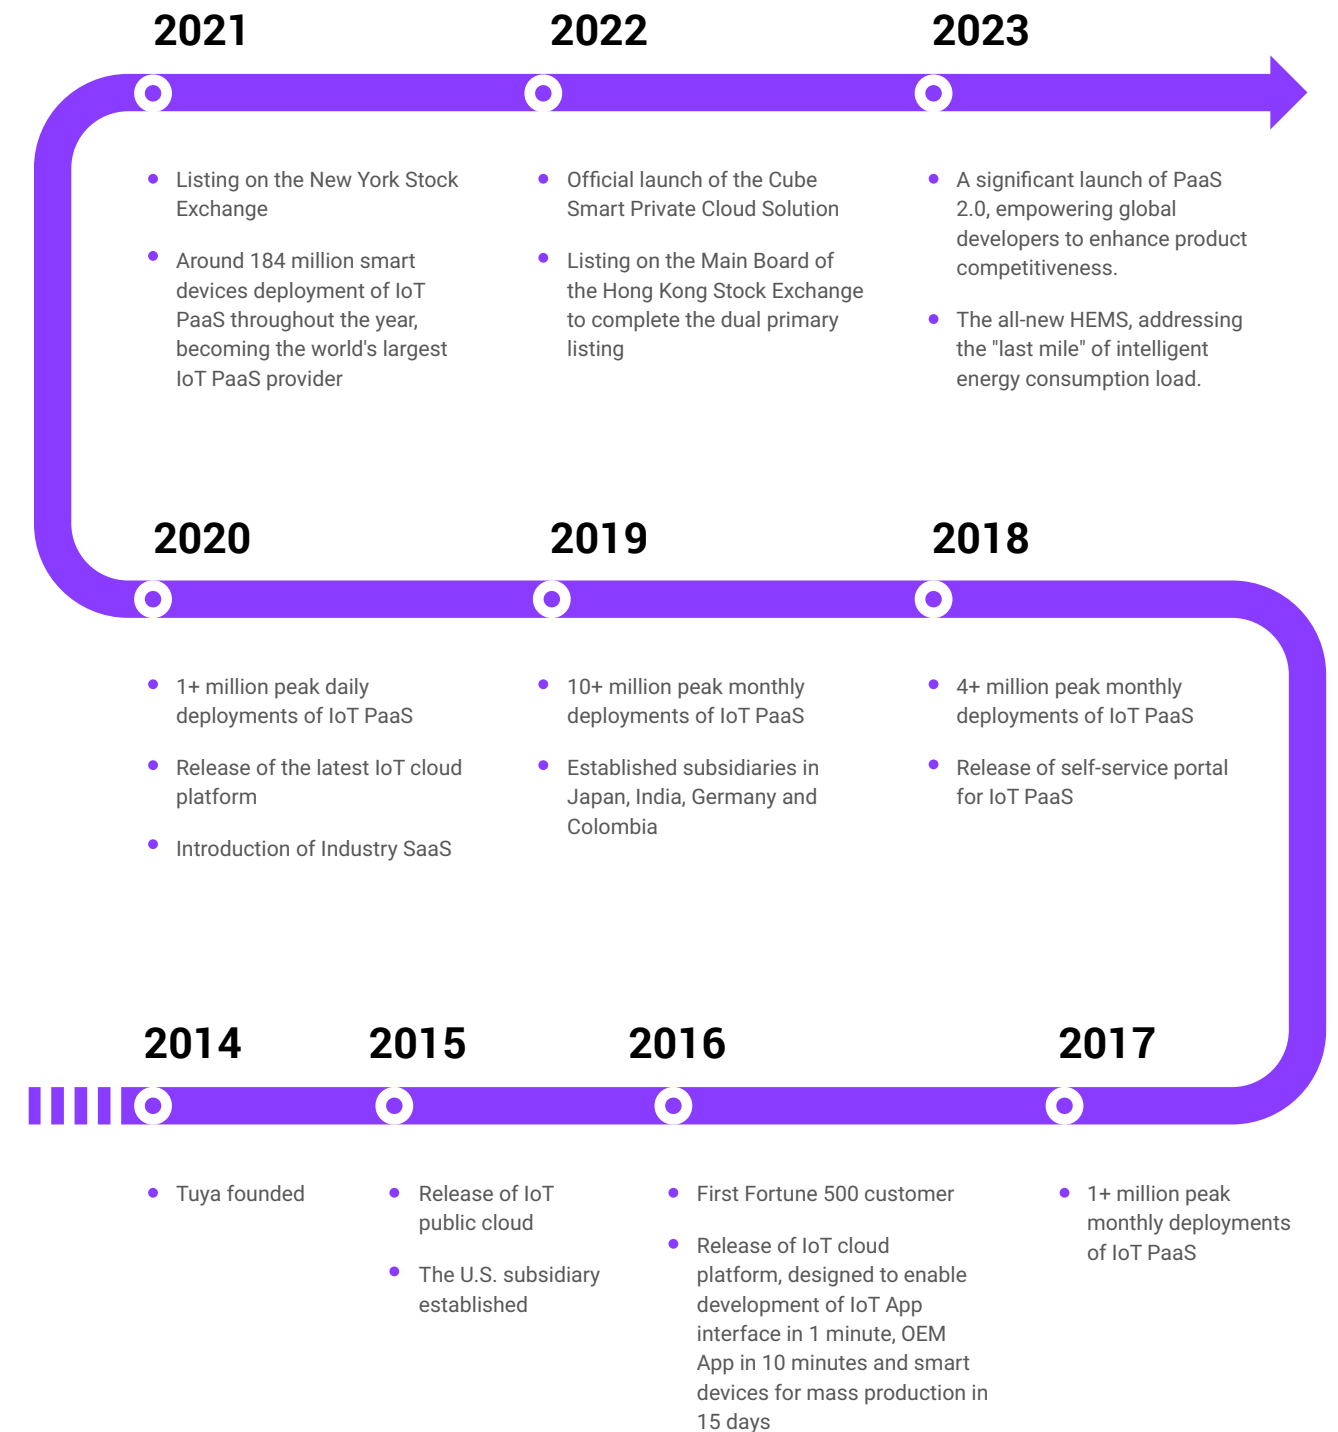 2021
Listing on the New York Stock
Exchange
Around 184 million smart
devices deployment of IoT
PaaS throughout the year,
becoming the world's largest
IoT PaaS provider
2022
Official launch of the Cube
Smart Private Cloud Solution
Listing on the Main Board of
the Hong Kong Stock Exchange
to complete the dual primary
listing
2023
A significant launch of PaaS
2.0, empowering global
developers to enhance product
competitiveness.
The all-new HEMS, addressing
the "last mile" of intelligent
energy consumption load.
2020
1+ million peak daily
deployments of IoT PaaS
Release of the latest IoT cloud
platform
Introduction of Industry SaaS
2019
10+ million peak monthly
deployments of IoT PaaS
Established subsidiaries in
Japan, India, Germany and
Colombia
2018
4+ million peak monthly
deployments of IoT PaaS
Release of self-service portal
for IoT PaaS
2014
Tuya founded
2015
Release of IoT
public cloud
The U.S. subsidiary
established
2016
First Fortune 500 customer
Release of IoT cloud
platform, designed to enable
development of IoT App
interface in 1 minute, OEM
App in 10 minutes and smart
devices for mass production in
15 days
2017
1+ million peak
monthly deployments
of IoT PaaS